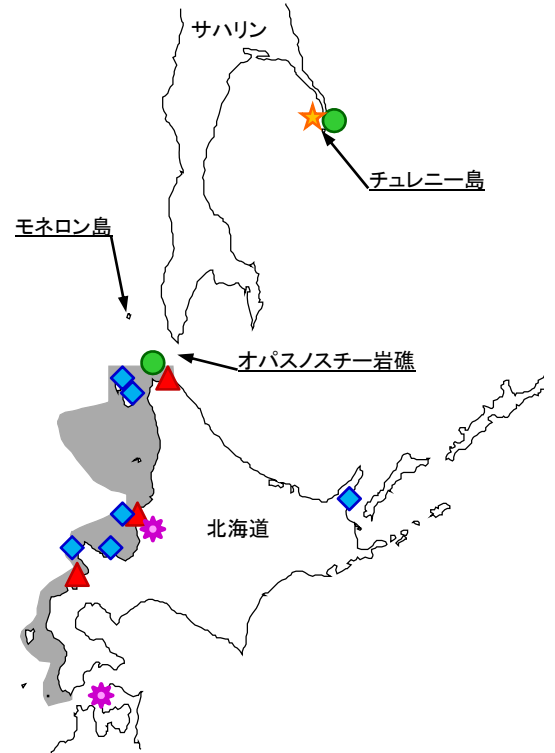 サハリン
チュレニー島
モネロン島
オパスノスチー岩礁
北海道